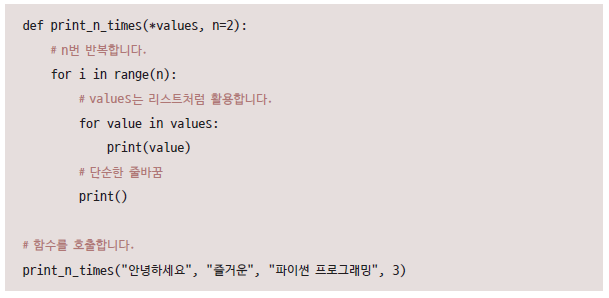 def print_n_times(*values, n=2):
    # n번 반복합니다.
    for i in range(n):
        # values는 리스트처럼 활용합니다.
        for value in values:
            print(value)
        # 단순한 줄바꿈
        print()

# 함수를 호출합니다.
print_n_times("안녕하세요", "즐거운", "파이썬 프로그래밍", 3)